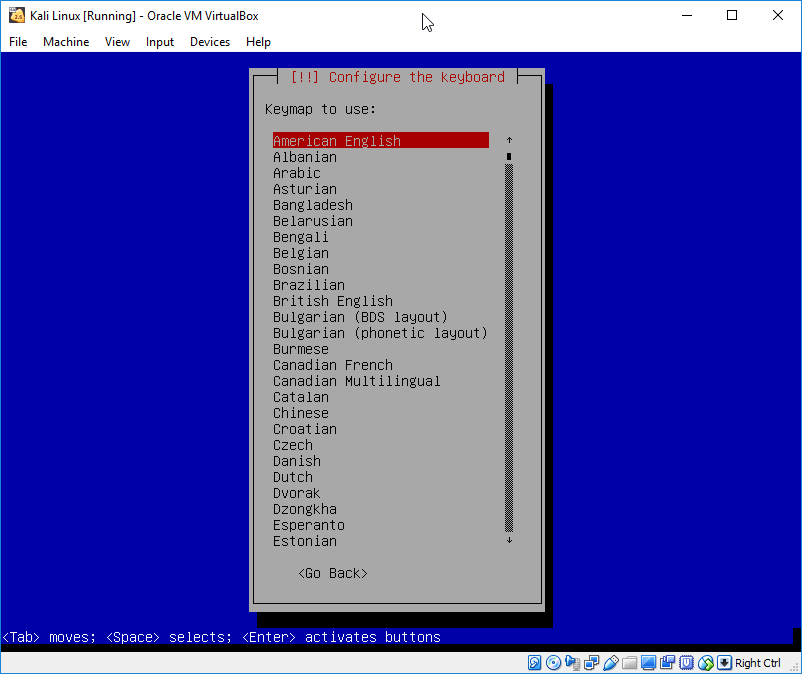 Kali Linux [Running] - Oracle VM VirtualBox
File Machine View Input Devices Help
[!!] Configure the keyboard
Keymap to use:
American English
Albanian
Arabic
Asturian
Bangladesh
Belarusian
Bengali
Belgian
Bosnian
Brazilian
British English
Bulgarian (BDS layout)
Bulgarian (phonetic layout)
Burmese
Canadian French
Canadian Multilingual
Catalan
Chinese
Croatian
Czech
Danish
Dutch
Dvorak
Dzongkha
Esperanto
Estonian
<Go Back>
<Tab> moves; <Space> selects; <Enter> activates buttons
Right Ctrl